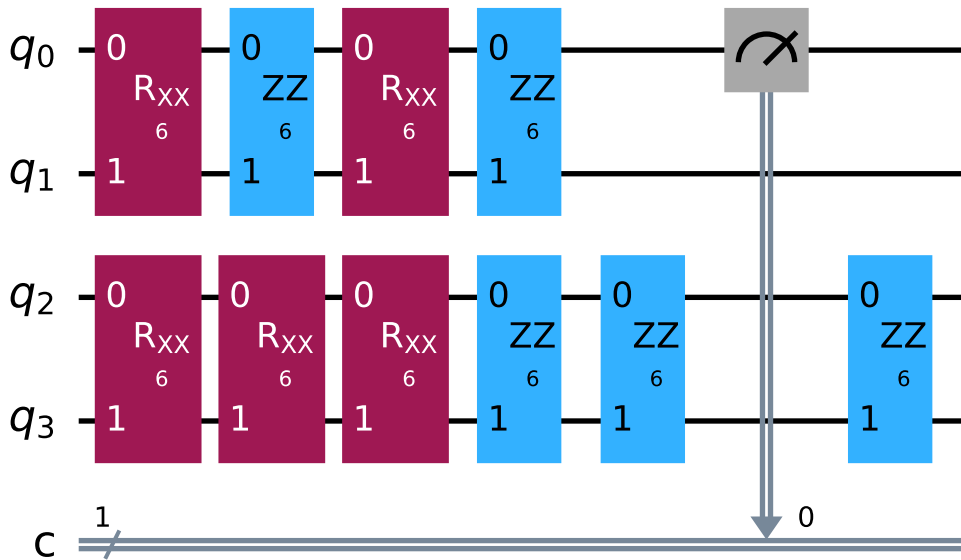 q0 0 0 0 0
RXX ZZ RXX ZZ
6 6 6 6
q1 1 1 1 1
q2 0 0 0 0 0 0
RXX RXX RXX ZZ ZZ ZZ
6 6 6 6 6 6
q3 1 1 1 1 1 1
1 0
c